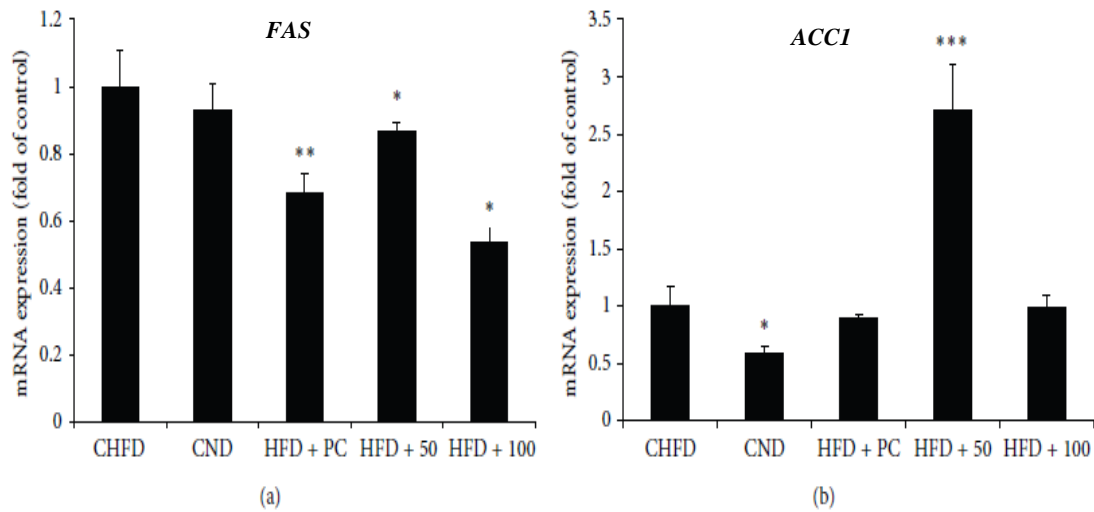 FAS
mRNA expression (fold of control)
1.2
1
0.8
0.6
0.4
0.2
0
*
**
*
CHFD CND HFD + PC HFD + 50 HFD + 100
(a)
ACC1
mRNA expression (fold of control)
3.5
3
2.5
2
1.5
1
0.5
0
***
*
CHFD CND HFD + PC HFD + 50 HFD + 100
(b)